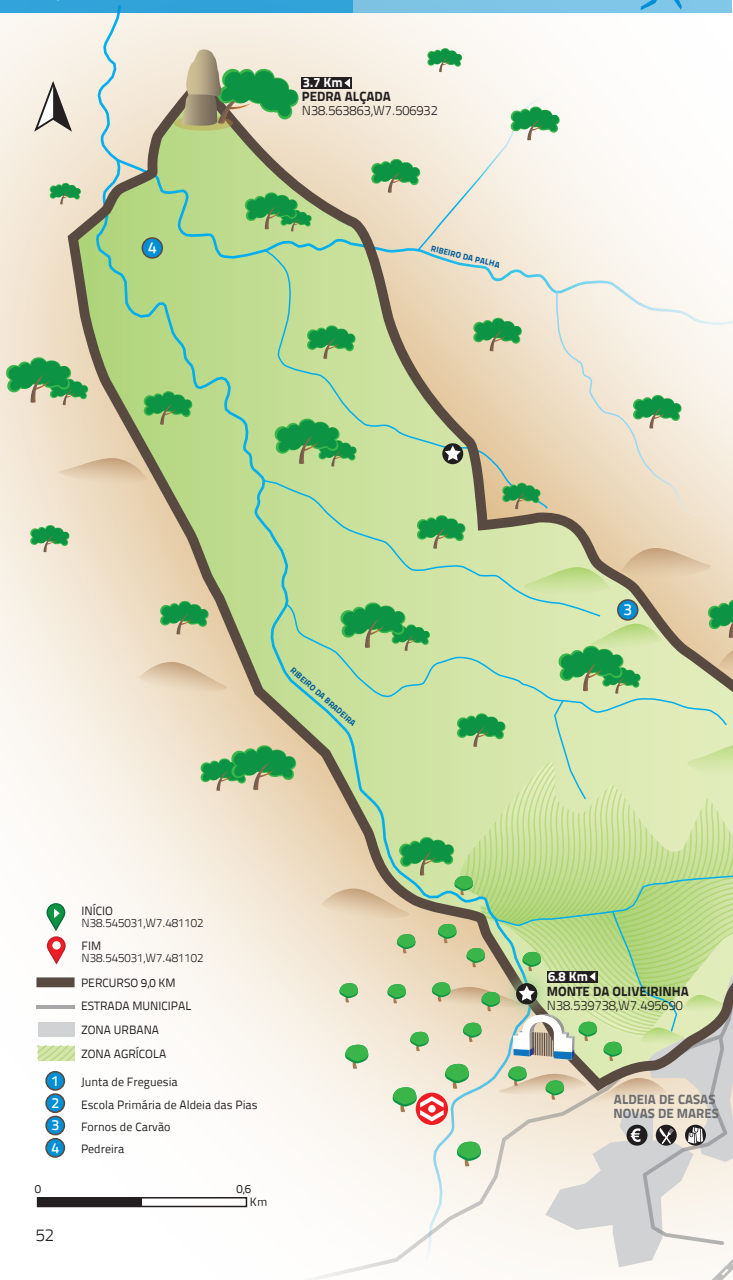 3.7 Km
PEDRA ALÇADA
N38.563863,W7.506932
4
RIBEIRO DA PALHA
3
RIBEIRO DA BRADEIRA
INÍCIO
N38.545031,W7.481102
FIM
N38.545031,W7.481102
PERCURSO 9,0 KM
ESTRADA MUNICIPAL
ZONA URBANA
ZONA AGRÍCOLA
1 Junta de Freguesia
2 Escola Primária de Aldeia das Pias
3 Fornos de Carvão
4 Pedreira
6.8 Km
MONTE DA OLIVEIRINHA
N38.539738,W7.495690
ALDEIA DE CASAS
NOVAS DE MARES
€
0 0,6
Km
52